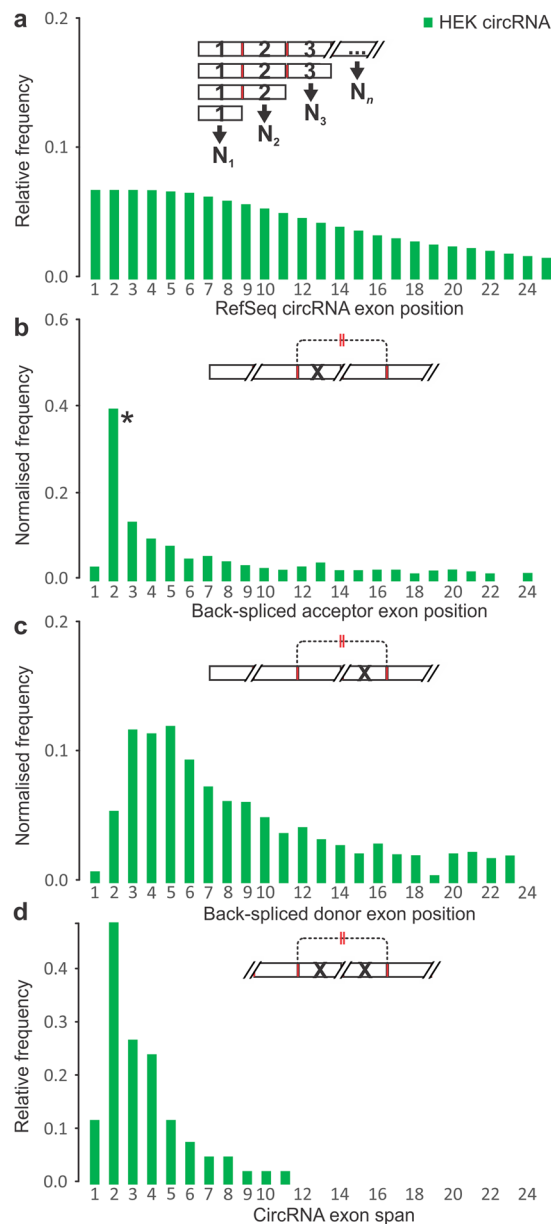 a
HEK circRNA
0.2
0.1
0.0
Relative frequency
1 2 3 ...
1 2 3
1 2
1
N1 N2 N3 Nn
1 2 3 4 5 6 7 8 9 10 12 14 16 18 20 22 24
RefSeq circRNA exon position
b
0.6
0.4
0.2
0.0
Normalised frequency
X
*
1 2 3 4 5 6 7 8 9 10 12 14 16 18 20 22 24
Back-spliced acceptor exon position
c
0.2
0.1
0.0
Normalised frequency
X
1 2 3 4 5 6 7 8 9 10 12 14 16 18 20 22 24
Back-spliced donor exon position
d
0.4
0.3
0.2
0.1
0.0
Relative frequency
X X
1 2 3 4 5 6 7 8 9 10 12 14 16 18 20 22 24
CircRNA exon span